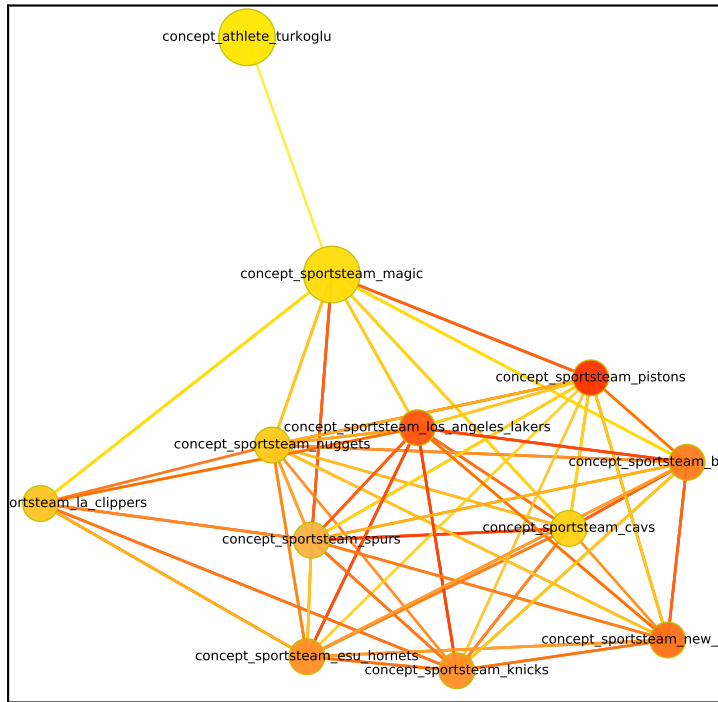 concept_athlete_turkoglu
concept_sportsteam_magic
concept_sportsteam_pistons
concept_sportsteam_los_angeles_lakers
concept_sportsteam_nuggets
concept_sportsteam_b
ortsteam_la_clippers
concept_sportsteam_cavs
concept_sportsteam_spurs
concept_sportsteam_new_
concept_sportsteam_esu_hornets
concept_sportsteam_knicks